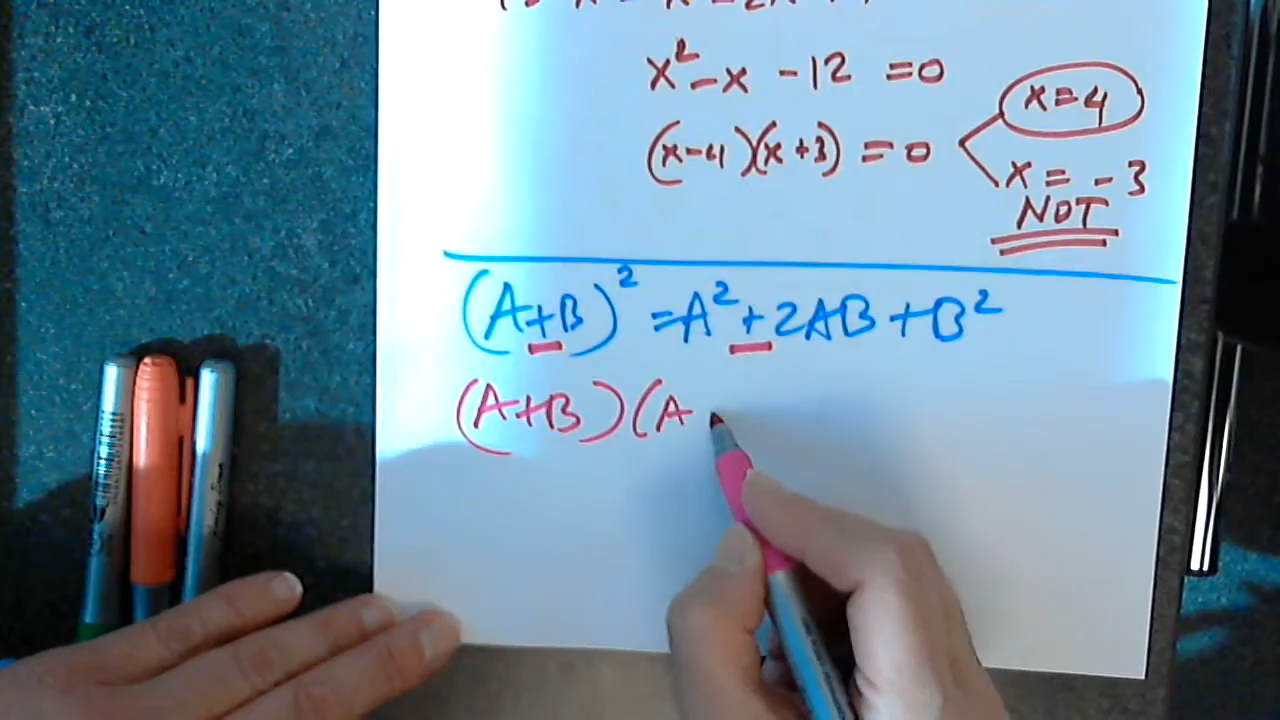 x² - x - 12 = 0
x = 4
(x-4)(x+3) = 0
x = -3
NOT
(A+B)² = A² + 2AB + B²
(A+B)(A